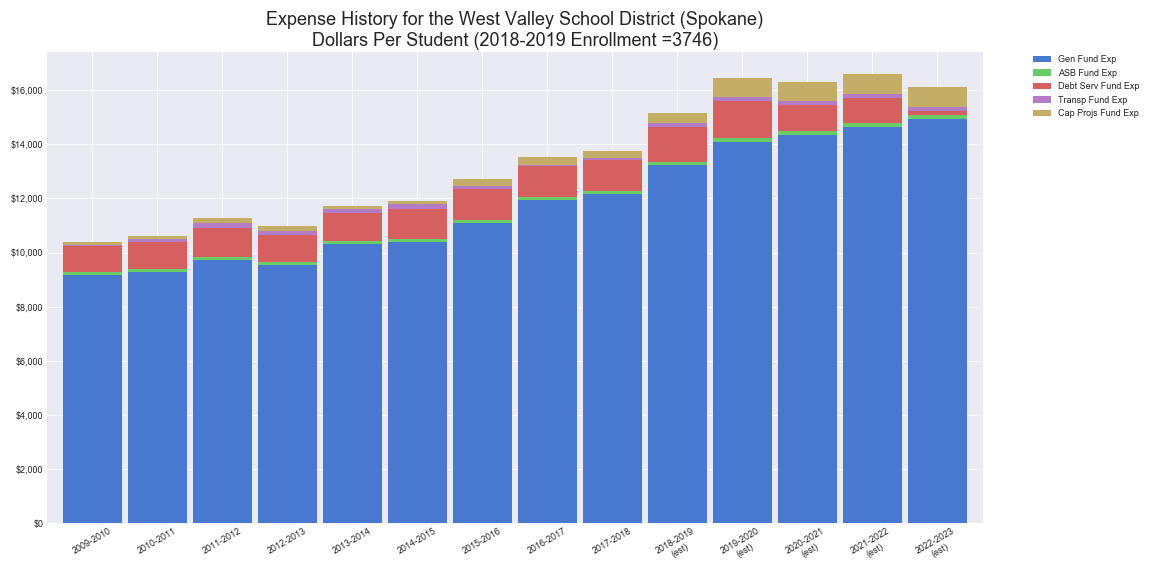 Expense History for the West Valley School District (Spokane)
Dollars Per Student (2018-2019 Enrollment =3746)
Gen Fund Exp
ASB Fund Exp
Debt Serv Fund Exp
Transp Fund Exp
Cap Projs Fund Exp
$16,000
$14,000
$12,000
$10,000
$8,000
$6,000
$4,000
$2,000
$0
2009-2010
2010-2011
2011-2012
2012-2013
2013-2014
2014-2015
2015-2016
2016-2017
2017-2018
2018-2019
(est)
2019-2020
(est)
2020-2021
(est)
2021-2022
(est)
2022-2023
(est)